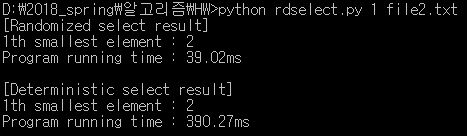 D:₩2018_spring₩알고리즘₩HW>python rdselect.py 1 file2.txt
[Randomized select result]
1th smallest element : 2
Program running time : 39.02ms
[Deterministic select result]
1th smallest element : 2
Program running time : 390.27ms